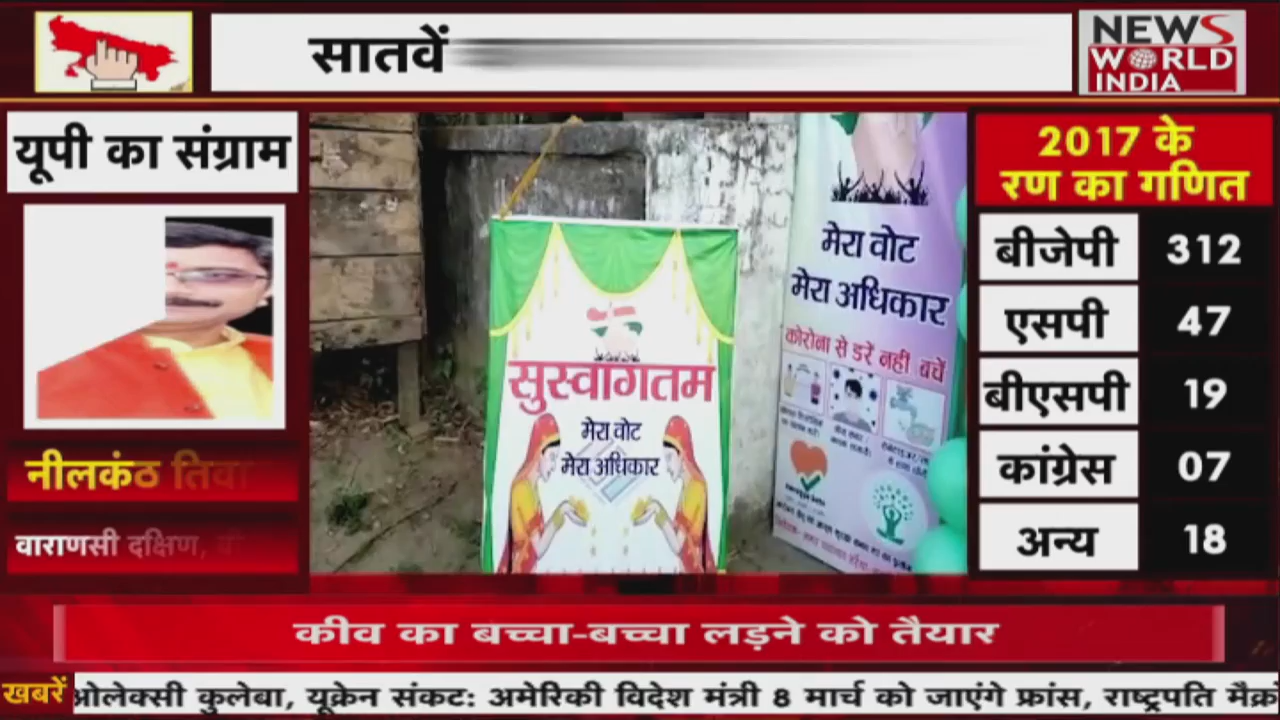 सातवें
NEWS
WORLD
INDIA
यूपी का संग्राम
नीलकंठ
वाराणसी दक्षिण,
सुस्वागतम
मेरा वोट
मेरा अधिकार
मेरा वोट
मेरा अधिकार
कोरोना से डरें नहीं बचें
2017 के
रण का गणित
बीजेपी 312
एसपी 47
बीएसपी 19
कांग्रेस 07
अन्य 18
कीव का बच्चा-बच्चा लड़ने को तैयार
खबरें ओलेक्सी कुलेबा, यूक्रेन संकट: अमेरिकी विदेश मंत्री 8 मार्च को जाएंगे फ्रांस, राष्ट्रपति